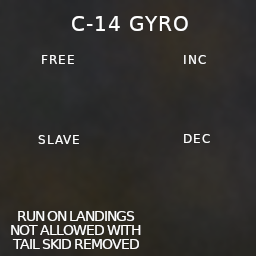 C-14 GYRO
FREE INC
SLAVE DEC
RUN ON LANDINGS
NOT ALLOWED WITH
TAIL SKID REMOVED